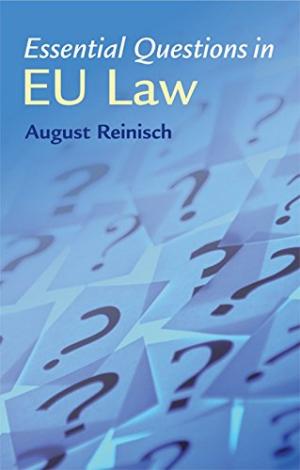 Essential Questions in
EU Law
August Reinisch
? ? ? ? ? ? ? ? ?